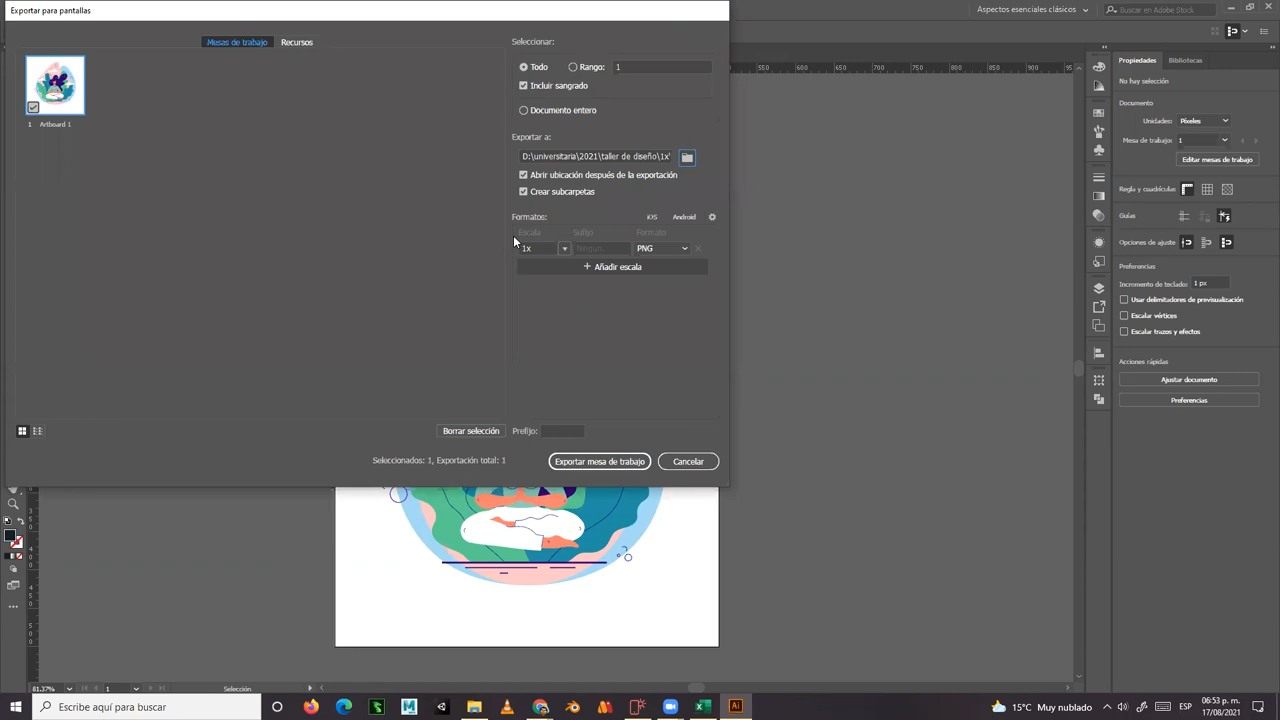 Exportar para pantallas
Aspectos esenciales clásicos
Buscar en Adobe Stock
Mesas de trabajo
Recursos
1 Artboard 1
Seleccionar:
Todo
Rango: 1
Incluir sangrado
Documento entero
Exportar a:
D:\universitaria\2021\taller de diseño\1x\
Abrir ubicación después de la exportación
Crear subcarpetas
Formatos:
iOS
Android
Escala
Sufijo
Formato
1x
Ningun...
PNG
+ Añadir escala
Borrar selección
Prefijo:
Seleccionados: 1, Exportación total: 1
Exportar mesa de trabajo
Cancelar
550 600 650 700 750 800 850 900
Propiedades
Bibliotecas
No hay selección
Documento
Unidades: Píxeles
Mesa de trabajo: 1
Editar mesas de trabajo
Regla y cuadrículas
Guías
Opciones de ajuste
Preferencias
Incremento de teclado: 1 px
Usar delimitadores de previsualización
Escalar vértices
Escalar trazos y efectos
Acciones rápidas
Ajustar documento
Preferencias
81.37%
1
Selección
Escribe aquí para buscar
15°C Muy nublado
ESP
06:53 p. m.
17/08/2021